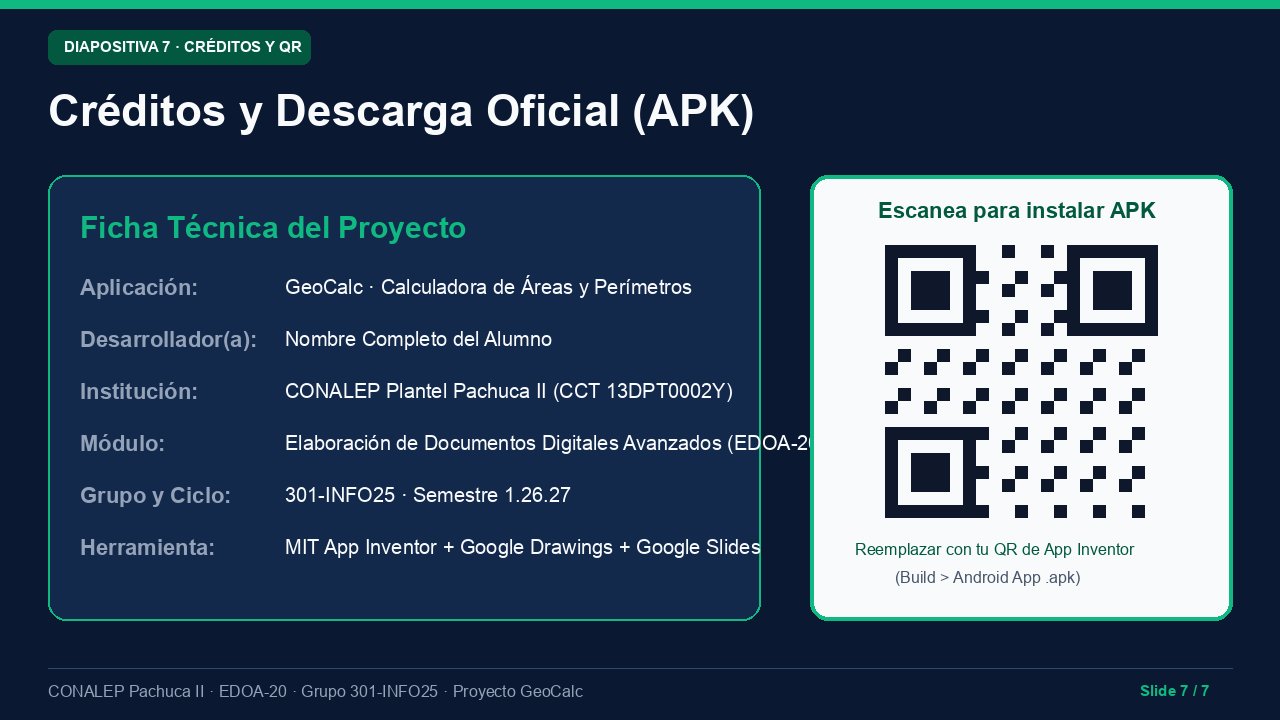 DIAPOSITIVA 7 · CRÉDITOS Y QR
Créditos y Descarga Oficial (APK)
Ficha Técnica del Proyecto
Aplicación: GeoCalc · Calculadora de Áreas y Perímetros
Desarrollador(a): Nombre Completo del Alumno
Institución: CONALEP Plantel Pachuca II (CCT 13DPT0002Y)
Módulo: Elaboración de Documentos Digitales Avanzados (EDOA-20
Grupo y Ciclo: 301-INFO25 · Semestre 1.26.27
Herramienta: MIT App Inventor + Google Drawings + Google Slides
Escanea para instalar APK
Reemplazar con tu QR de App Inventor
(Build > Android App .apk)
CONALEP Pachuca II · EDOA-20 · Grupo 301-INFO25 · Proyecto GeoCalc
Slide 7 / 7